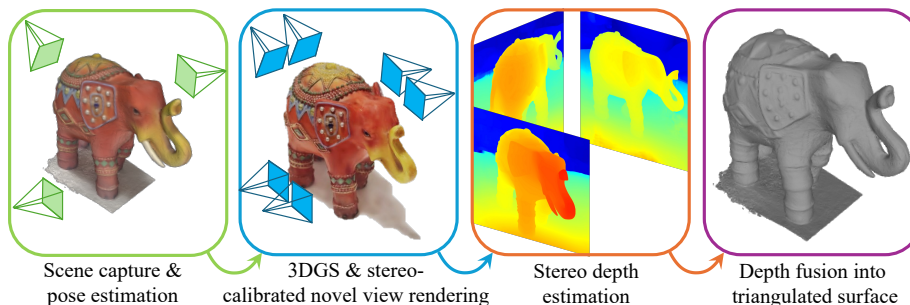 Scene capture &
pose estimation
3DGS & stereo-
calibrated novel view rendering
Stereo depth
estimation
Depth fusion into
triangulated surface